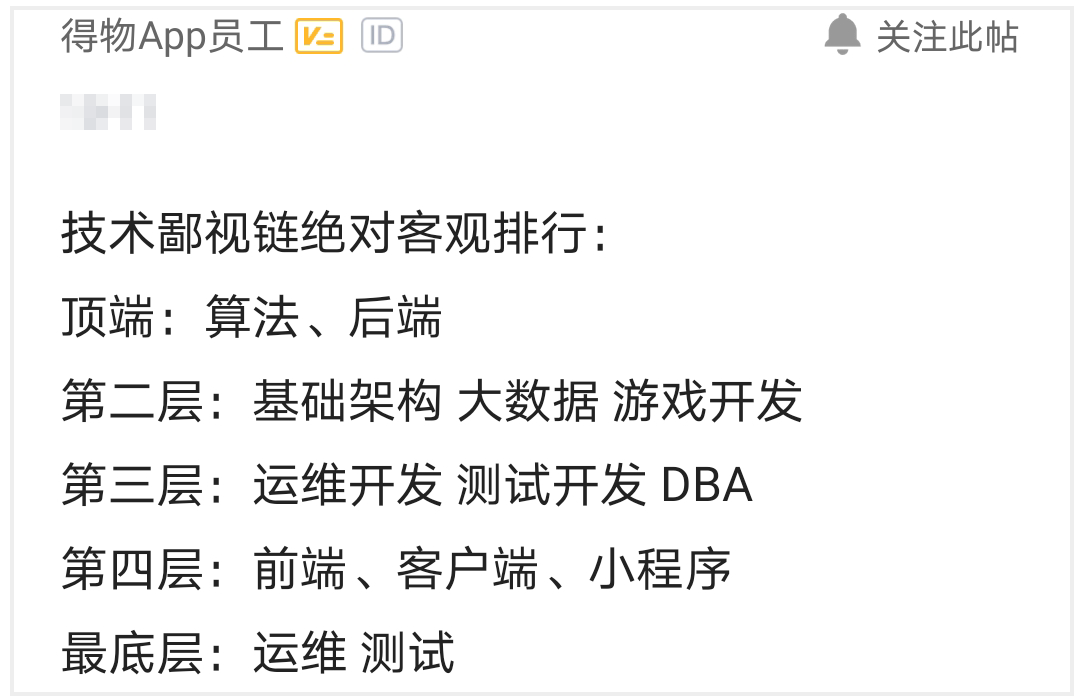 得物App员工 V ID 关注此帖
技术鄙视链绝对客观排行：
顶端：算法、后端
第二层：基础架构 大数据 游戏开发
第三层：运维开发 测试开发 DBA
第四层：前端、客户端、小程序
最底层：运维 测试